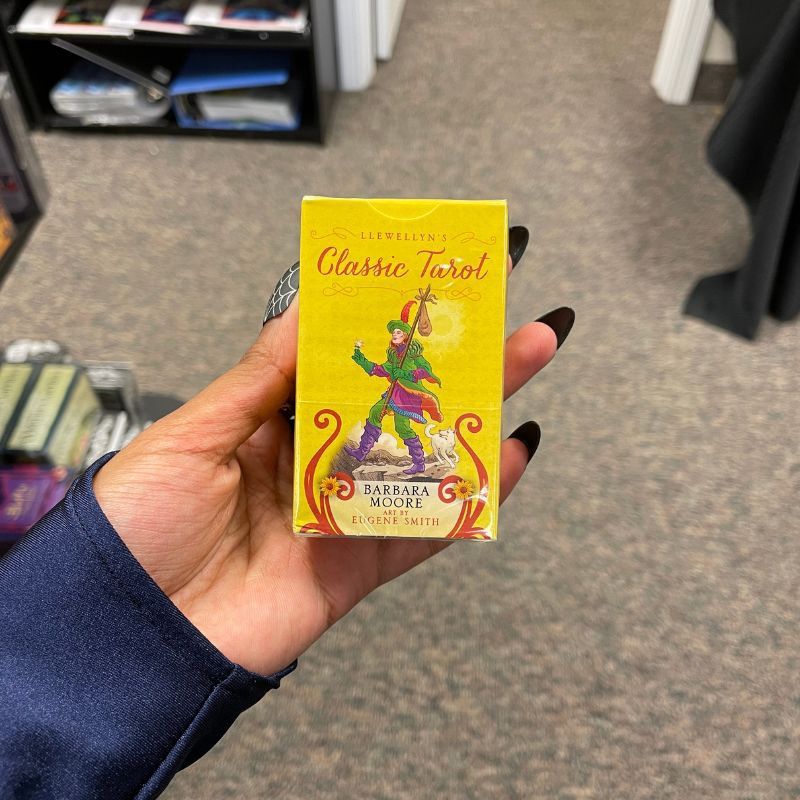 LLEWELLYN'S
Classic Tarot
BARBARA
MOORE
ART BY
EUGENE SMITH